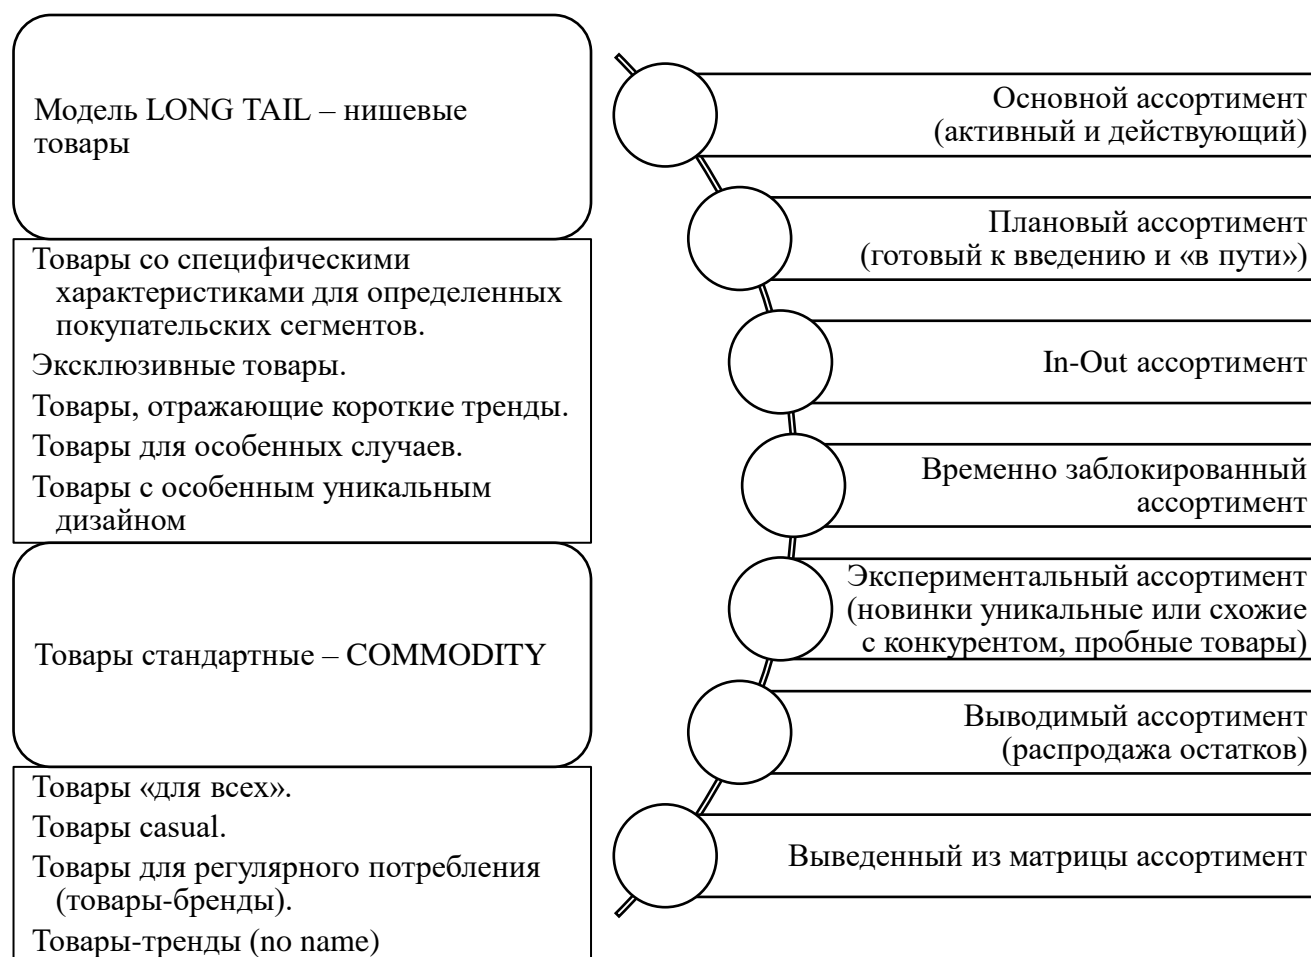 Модель LONG TAIL – нишевые
товары
Товары со специфическими
характеристиками для определенных
покупательских сегментов.
Эксклюзивные товары.
Товары, отражающие короткие тренды.
Товары для особенных случаев.
Товары с особенным уникальным
дизайном
Товары стандартные – COMMODITY
Товары «для всех».
Товары casual.
Товары для регулярного потребления
(товары-бренды).
Товары-тренды (no name)
Основной ассортимент
(активный и действующий)
Плановый ассортимент
(готовый к введению и «в пути»)
In-Out ассортимент
Временно заблокированный
ассортимент
Экспериментальный ассортимент
(новинки уникальные или схожие
с конкурентом, пробные товары)
Выводимый ассортимент
(распродажа остатков)
Выведенный из матрицы ассортимент